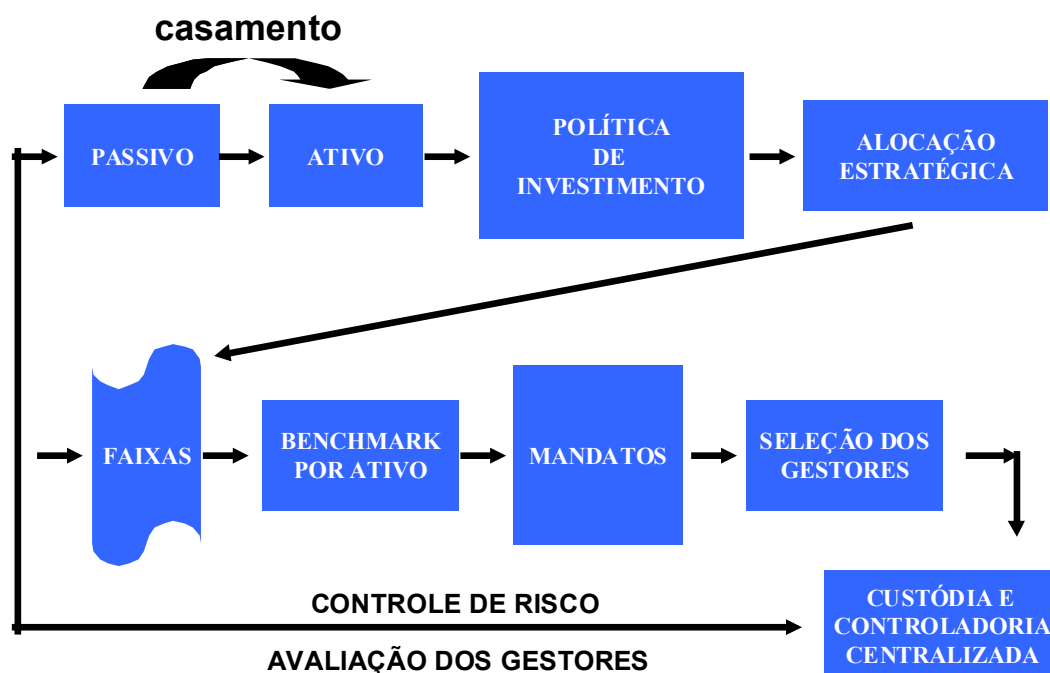 casamento
PASSIVO
ATIVO
POLÍTICA
DE
INVESTIMENTO
ALOCAÇÃO
ESTRATÉGICA
FAIXAS
BENCHMARK
POR ATIVO
MANDATOS
SELEÇÃO DOS
GESTORES
CONTROLE DE RISCO
AVALIAÇÃO DOS GESTORES
CUSTÓDIA E
CONTROLADORIA
CENTRALIZADA